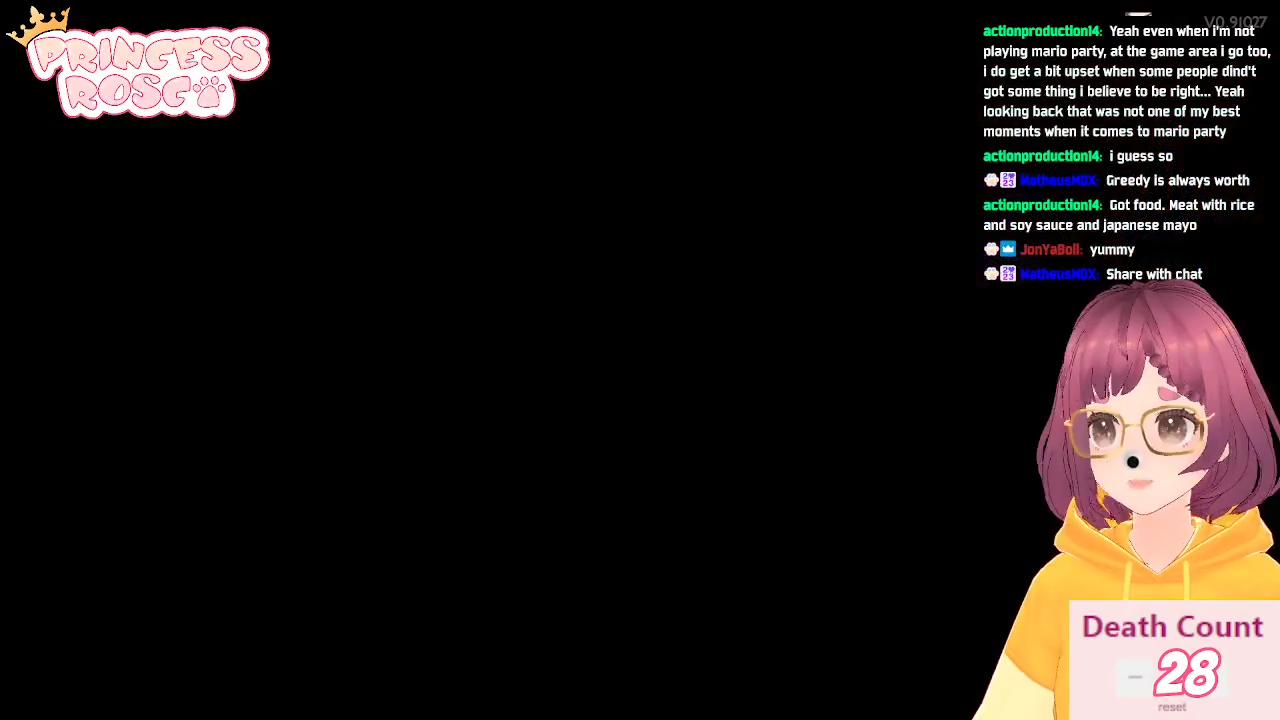 PRINCESS
ROSC
V0.91027
actionproduction14: Yeah even when i'm not
playing mario party, at the game area i go too,
i do get a bit upset when some people dind't
got some thing i believe to be right... Yeah
looking back that was not one of my best
moments when it comes to mario party
actionproduction14: i guess so
MatheusMDX: Greedy is always worth
actionproduction14: Got food. Meat with rice
and soy sauce and japanese mayo
JonYaBoll: yummy
MatheusMDX: Share with chat
Death Count
28
reset